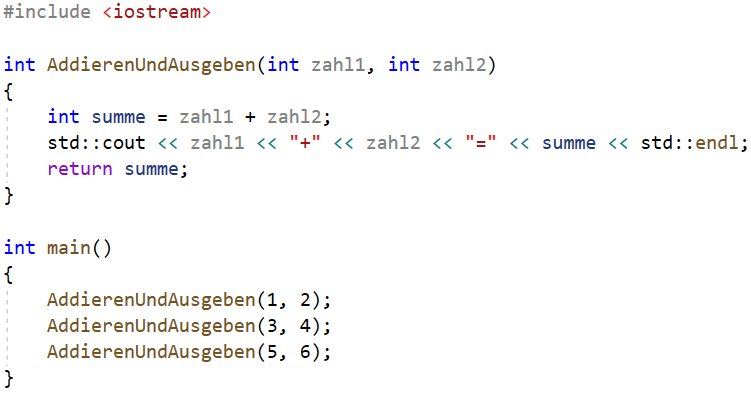 #include <iostream>

int AddierenUndAusgeben(int zahl1, int zahl2)
{
    int summe = zahl1 + zahl2;
    std::cout << zahl1 << "+" << zahl2 << "=" << summe << std::endl;
    return summe;
}

int main()
{
    AddierenUndAusgeben(1, 2);
    AddierenUndAusgeben(3, 4);
    AddierenUndAusgeben(5, 6);
}